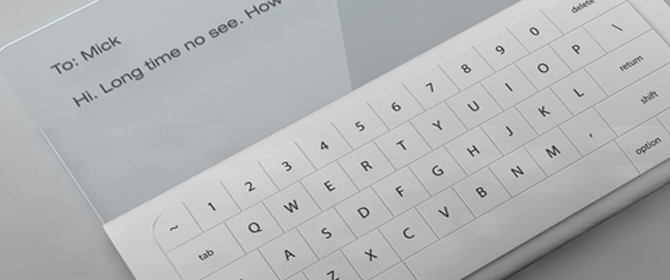 To: Mick
Hi. Long time no see. How
~ 1 2 3 4 5 6 7 8 9 0 delete
tab Q W E R T Y U I O P \
A S D F G H J K L return
Z X C V B N M , shift
option